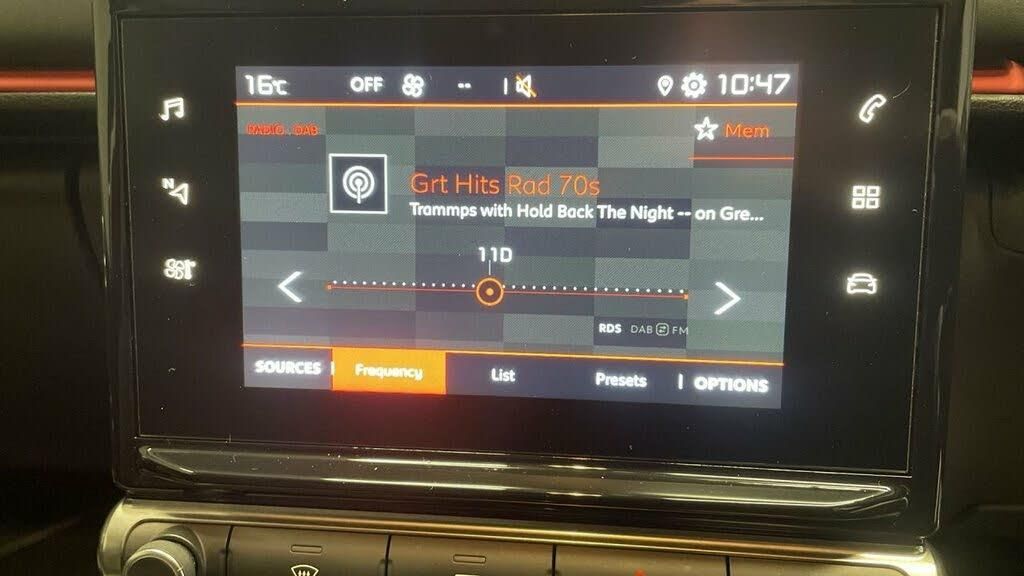 16°C OFF -- 10:47
RADIO . DAB
Mem
Grt Hits Rad 70s
Trammps with Hold Back The Night -- on Gre...
11D
RDS DAB FM
SOURCES Frequency List Presets OPTIONS
N